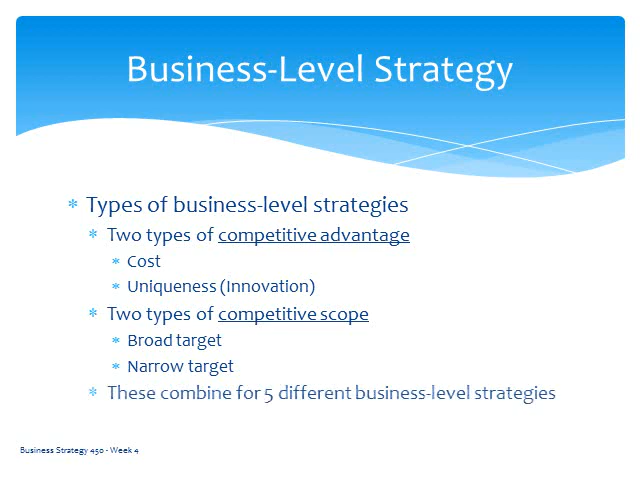 Business-Level Strategy
* Types of business-level strategies
* Two types of competitive advantage
* Cost
* Uniqueness (Innovation)
* Two types of competitive scope
* Broad target
* Narrow target
* These combine for 5 different business-level strategies
Business Strategy 450 - Week 4